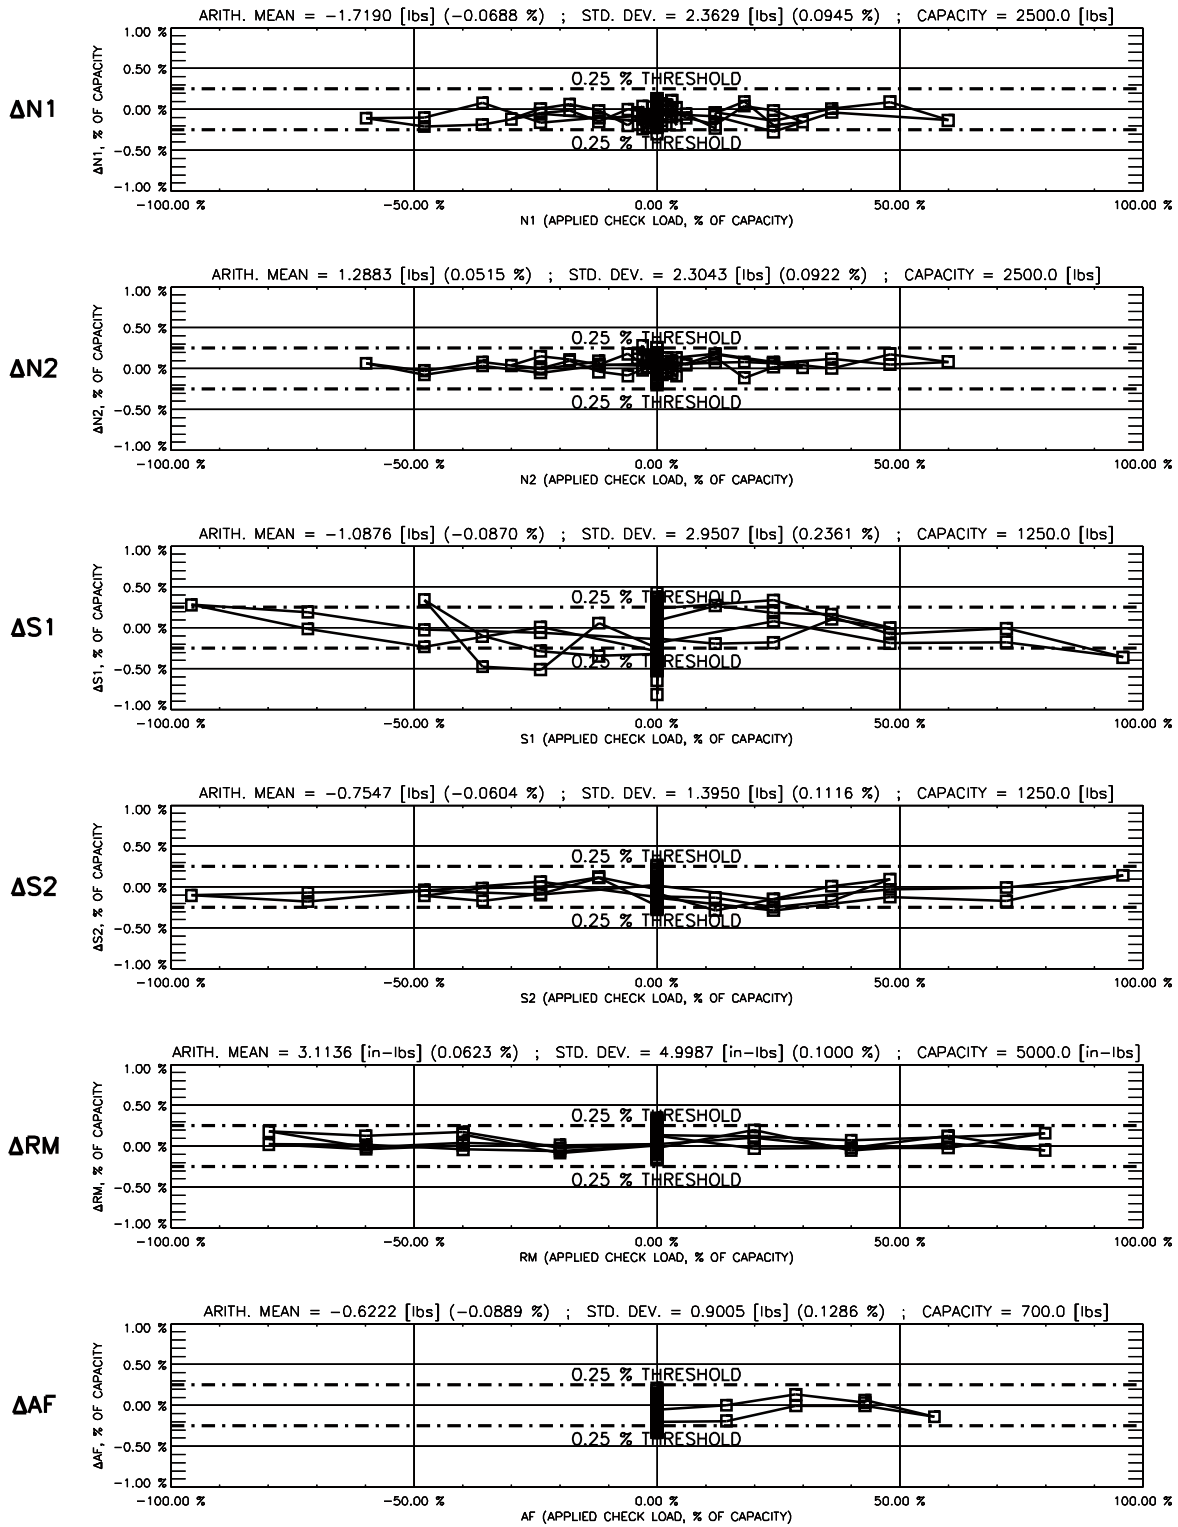 ARITH. MEAN = −1.7190 [lbs] (−0.0688 %) ; STD. DEV. = 2.3629 [lbs] (0.0945 %) ; CAPACITY = 2500.0 [lbs]
1.00 %
0.50 %
0.25 % THRESHOLD
ΔN1
ΔN1, % OF CAPACITY
0.00 %
0.25 % THRESHOLD
−0.50 %
−1.00 %
−100.00 % −50.00 % 0.00 % 50.00 % 100.00 %
N1 (APPLIED CHECK LOAD, % OF CAPACITY)
ARITH. MEAN = 1.2883 [lbs] (0.0515 %) ; STD. DEV. = 2.3043 [lbs] (0.0922 %) ; CAPACITY = 2500.0 [lbs]
1.00 %
0.50 %
0.25 % THRESHOLD
ΔN2
ΔN2, % OF CAPACITY
0.00 %
0.25 % THRESHOLD
−0.50 %
−1.00 %
−100.00 % −50.00 % 0.00 % 50.00 % 100.00 %
N2 (APPLIED CHECK LOAD, % OF CAPACITY)
ARITH. MEAN = −1.0876 [lbs] (−0.0870 %) ; STD. DEV. = 2.9507 [lbs] (0.2361 %) ; CAPACITY = 1250.0 [lbs]
1.00 %
0.50 %
0.25 % THRESHOLD
ΔS1
ΔS1, % OF CAPACITY
0.00 %
0.25 % THRESHOLD
−0.50 %
−1.00 %
−100.00 % −50.00 % 0.00 % 50.00 % 100.00 %
S1 (APPLIED CHECK LOAD, % OF CAPACITY)
ARITH. MEAN = −0.7547 [lbs] (−0.0604 %) ; STD. DEV. = 1.3950 [lbs] (0.1116 %) ; CAPACITY = 1250.0 [lbs]
1.00 %
0.50 %
0.25 % THRESHOLD
ΔS2
ΔS2, % OF CAPACITY
0.00 %
0.25 % THRESHOLD
−0.50 %
−1.00 %
−100.00 % −50.00 % 0.00 % 50.00 % 100.00 %
S2 (APPLIED CHECK LOAD, % OF CAPACITY)
ARITH. MEAN = 3.1136 [in−lbs] (0.0623 %) ; STD. DEV. = 4.9987 [in−lbs] (0.1000 %) ; CAPACITY = 5000.0 [in−lbs]
1.00 %
0.50 %
0.25 % THRESHOLD
ΔRM
ΔRM, % OF CAPACITY
0.00 %
0.25 % THRESHOLD
−0.50 %
−1.00 %
−100.00 % −50.00 % 0.00 % 50.00 % 100.00 %
RM (APPLIED CHECK LOAD, % OF CAPACITY)
ARITH. MEAN = −0.6222 [lbs] (−0.0889 %) ; STD. DEV. = 0.9005 [lbs] (0.1286 %) ; CAPACITY = 700.0 [lbs]
1.00 %
0.50 %
0.25 % THRESHOLD
ΔAF
ΔAF, % OF CAPACITY
0.00 %
0.25 % THRESHOLD
−0.50 %
−1.00 %
−100.00 % −50.00 % 0.00 % 50.00 % 100.00 %
AF (APPLIED CHECK LOAD, % OF CAPACITY)